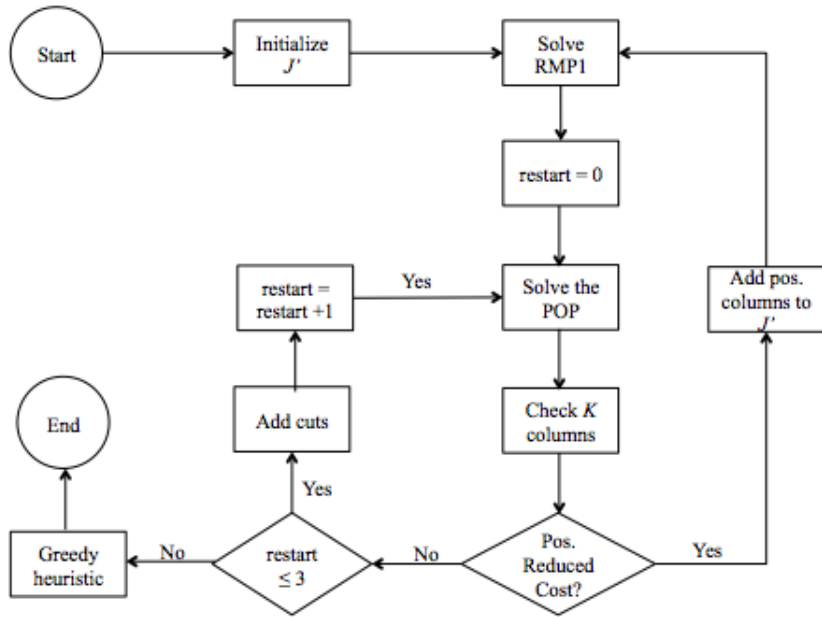 Start
Initialize
J'
Solve
RMP1
restart = 0
restart =
restart +1
Yes
Solve the
POP
Add pos.
columns to
J'
End
Add cuts
Check K
columns
Yes
Greedy
heuristic
No
restart
≤ 3
No
Pos.
Reduced
Cost?
Yes